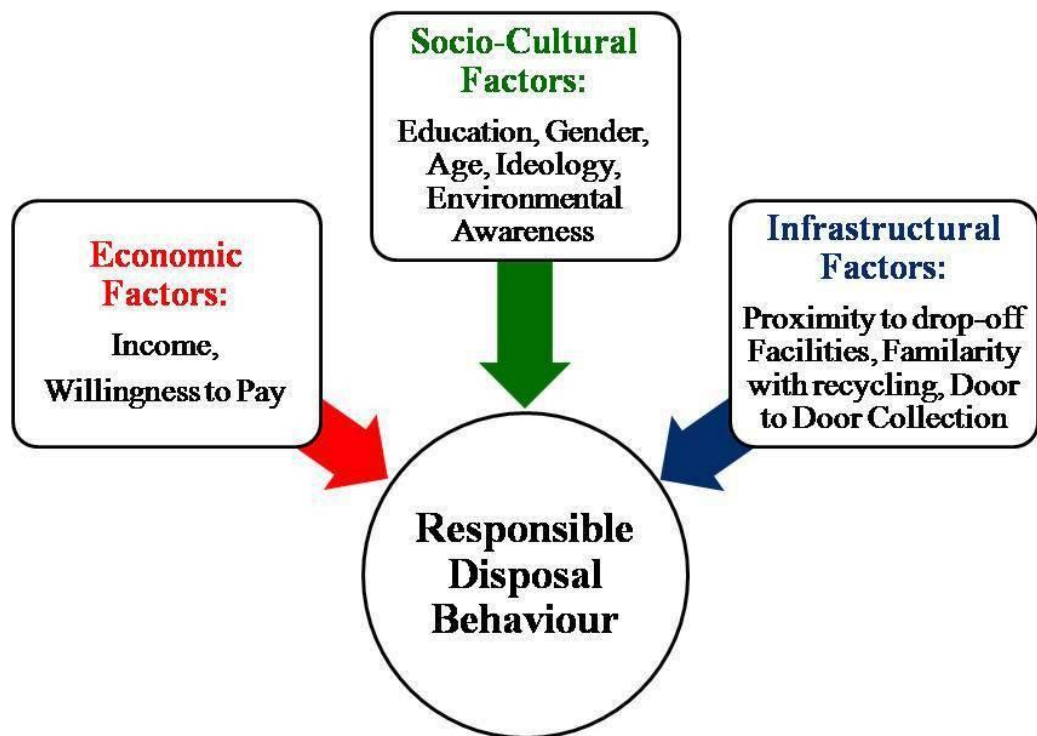 Socio-Cultural
Factors:
Education, Gender,
Age, Ideology,
Environmental
Awareness
Economic
Factors:
Income,
Willingness to Pay
Infrastructural
Factors:
Proximity to drop-off
Facilities, Familarity
with recycling, Door
to Door Collection
Responsible
Disposal
Behaviour